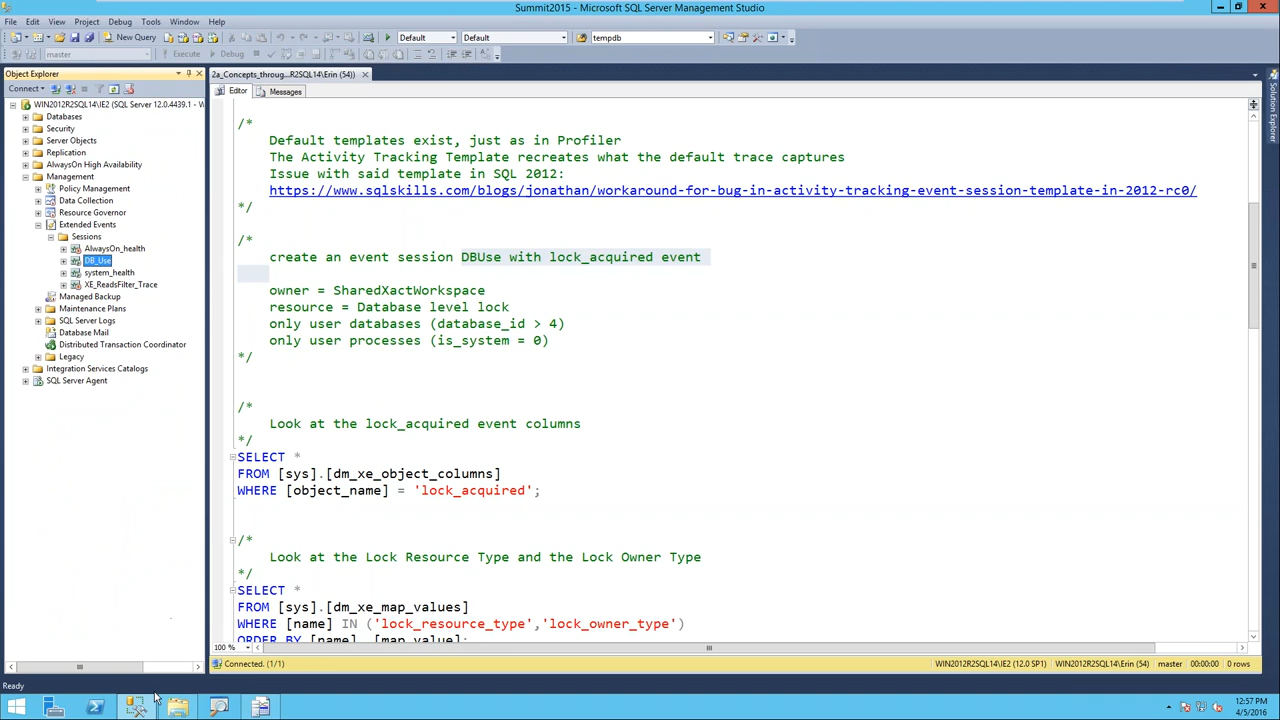 Summit2015 - Microsoft SQL Server Management Studio
File Edit View Project Debug Tools Window Help
New Query Default Default tempdb
master Execute Debug
Object Explorer
Connect
WIN2012R2SQL14\IE2 (SQL Server 12.0.4439.1 - W
Databases
Security
Server Objects
Replication
AlwaysOn High Availability
Management
Policy Management
Data Collection
Resource Governor
Extended Events
Sessions
AlwaysOn_health
DB_Use
system_health
XE_ReadsFilter_Trace
Managed Backup
Maintenance Plans
SQL Server Logs
Database Mail
Distributed Transaction Coordinator
Legacy
Integration Services Catalogs
SQL Server Agent
2a_Concepts_throug...R2SQL14\Erin (54))
Editor Messages
/*
Default templates exist, just as in Profiler
The Activity Tracking Template recreates what the default trace captures
Issue with said template in SQL 2012:
https://www.sqlskills.com/blogs/jonathan/workaround-for-bug-in-activity-tracking-event-session-template-in-2012-rc0/
*/
/*
create an event session DBUse with lock_acquired event
owner = SharedXactWorkspace
resource = Database level lock
only user databases (database_id > 4)
only user processes (is_system = 0)
*/
/*
Look at the lock_acquired event columns
*/
SELECT *
FROM [sys].[dm_xe_object_columns]
WHERE [object_name] = 'lock_acquired';
/*
Look at the Lock Resource Type and the Lock Owner Type
*/
SELECT *
FROM [sys].[dm_xe_map_values]
WHERE [name] IN ('lock_resource_type','lock_owner_type')
ORDER BY [name], [map_value];
100 %
Connected. (1/1) WIN2012R2SQL14\IE2 (12.0 SP1) WIN2012R2SQL14\Erin (54) master 00:00:00 0 rows
Solution Explorer
Ready
12:57 PM
4/5/2016